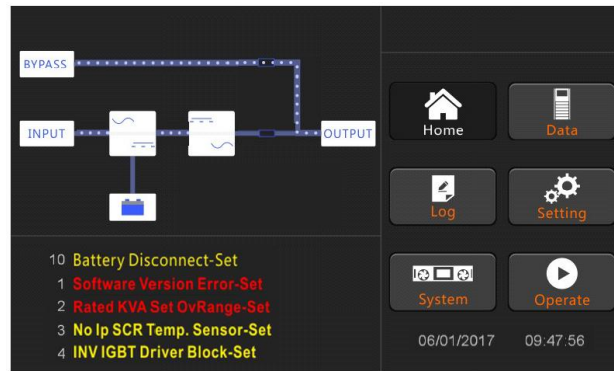 BYPASS
INPUT
OUTPUT
10 Battery Disconnect-Set
1 Software Version Error-Set
2 Rated KVA Set OvRange-Set
3 No Ip SCR Temp. Sensor-Set
4 INV IGBT Driver Block-Set
Home
Data
Log
Setting
System
Operate
06/01/2017 09:47:56